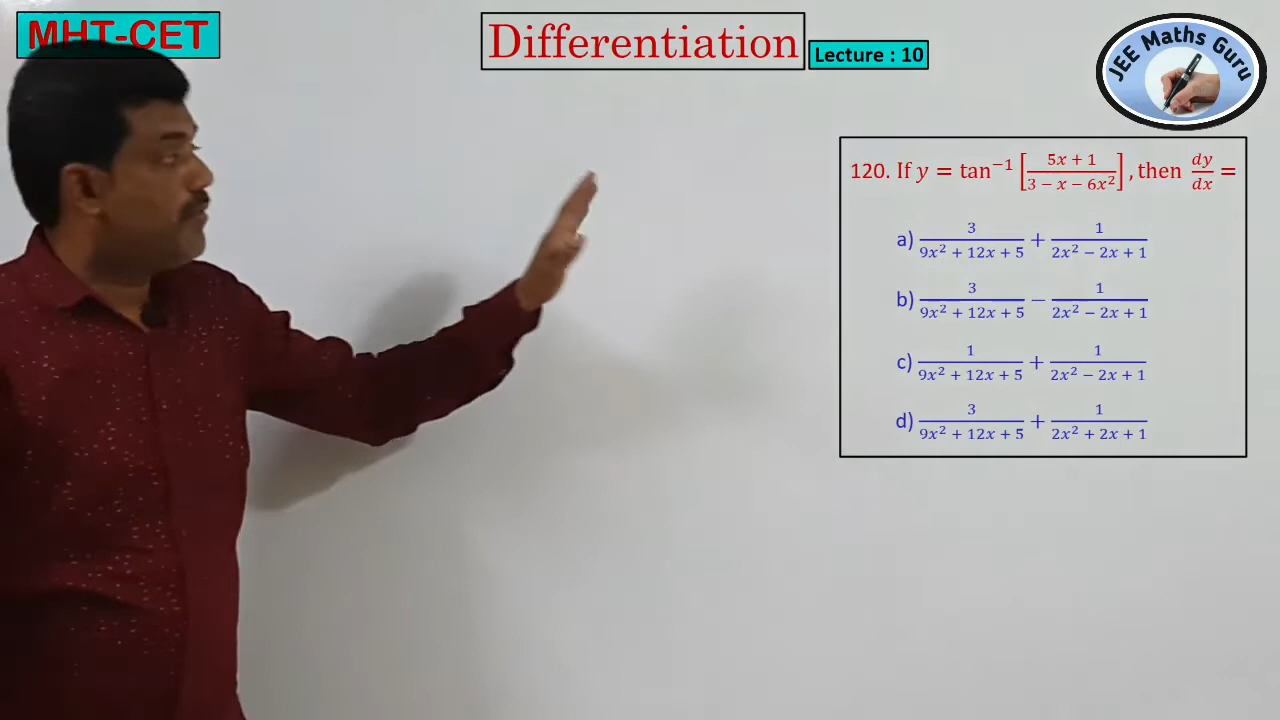 MHT-CET
Differentiation
Lecture : 10
JEE Maths Guru
120. If y = tan⁻¹ [(5x + 1)/(3 − x − 6x²)] , then dy/dx =
a) 3/(9x² + 12x + 5) + 1/(2x² − 2x + 1)
b) 3/(9x² + 12x + 5) − 1/(2x² − 2x + 1)
c) 1/(9x² + 12x + 5) + 1/(2x² − 2x + 1)
d) 3/(9x² + 12x + 5) + 1/(2x² + 2x + 1)